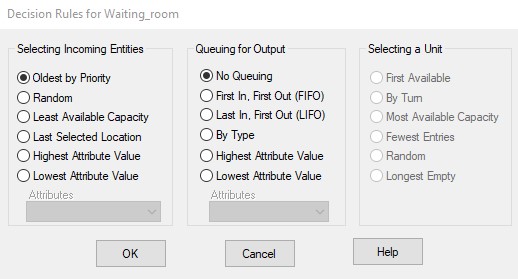 Decision Rules for Waiting_room
Selecting Incoming Entities
Oldest by Priority
Random
Least Available Capacity
Last Selected Location
Highest Attribute Value
Lowest Attribute Value
Attributes
Queuing for Output
No Queuing
First In, First Out (FIFO)
Last In, First Out (LIFO)
By Type
Highest Attribute Value
Lowest Attribute Value
Attributes
Selecting a Unit
First Available
By Turn
Most Available Capacity
Fewest Entries
Random
Longest Empty
OK
Cancel
Help